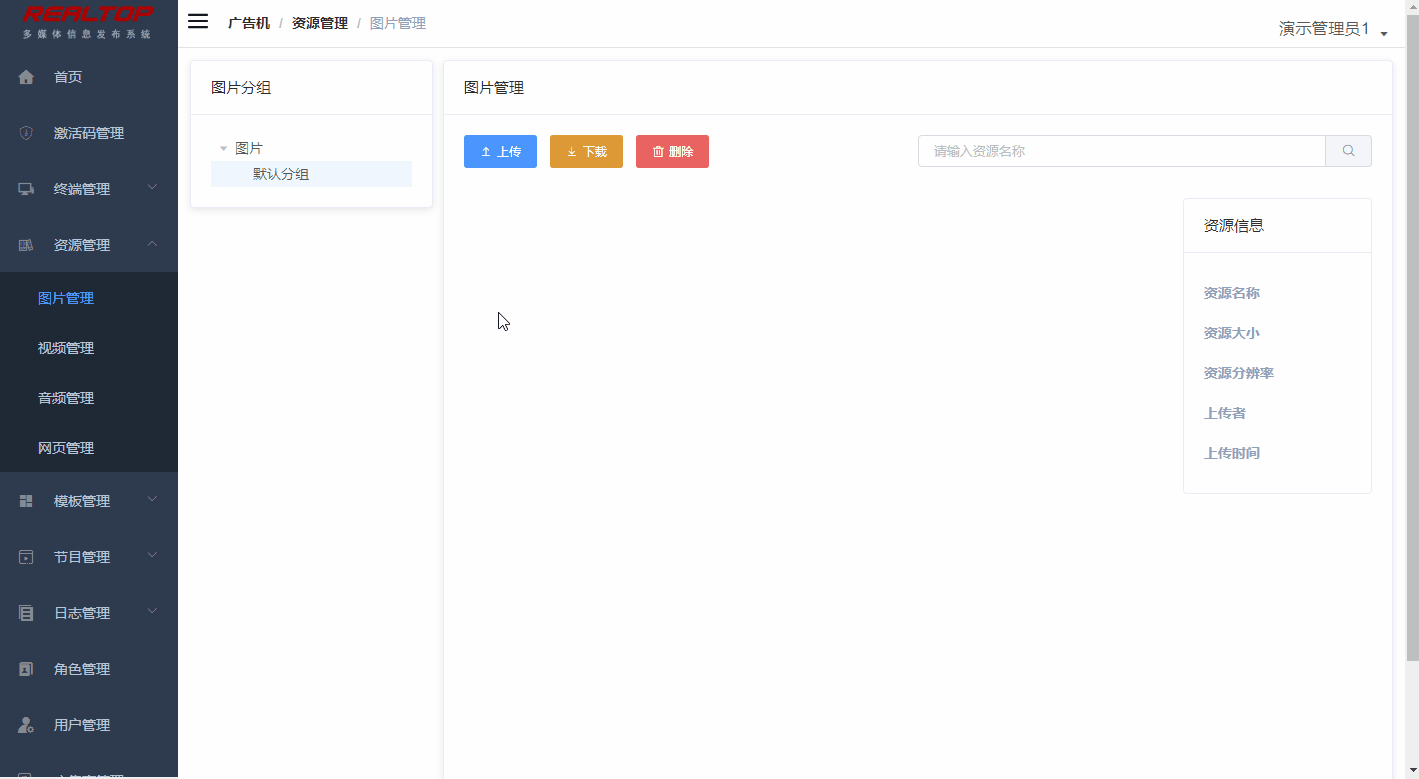 REALTOP
多媒体信息发布系统
首页
激活码管理
终端管理
资源管理
图片管理
视频管理
音频管理
网页管理
模板管理
节目管理
日志管理
角色管理
用户管理
广告机 / 资源管理 / 图片管理
演示管理员1
图片分组
图片
默认分组
图片管理
上传 下载 删除
请输入资源名称
资源信息
资源名称
资源大小
资源分辨率
上传者
上传时间